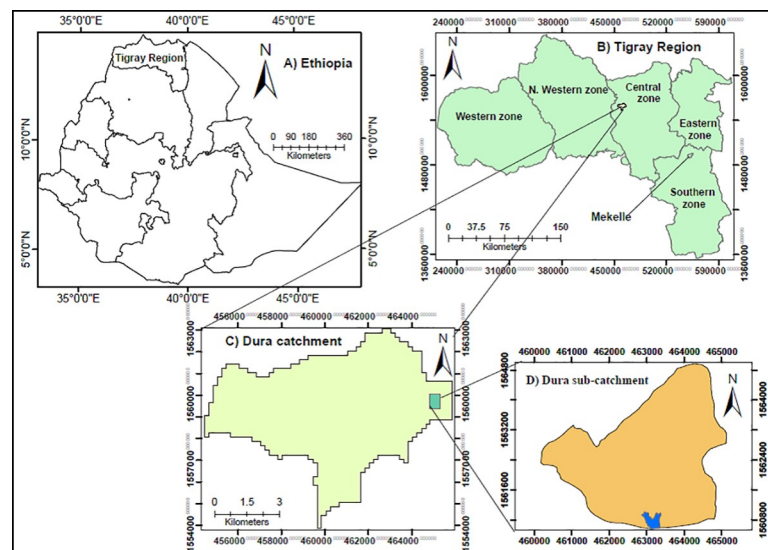 35°0'0"E 40°0'0"E 45°0'0"E
Tigray Region
N
A) Ethiopia
0 90 180 360
Kilometers
10°0'0"N
5°0'0"N
10°0'0"N
5°0'0"N
35°0'0"E 40°0'0"E 45°0'0"E
240000 310000 380000 450000 520000 590000
N
B) Tigray Region
N. Western zone
Central zone
Western zone
Eastern zone
Southern zone
Mekelle
0 37.5 75 150
Kilometers
1600000
1480000
1360000
1600000
1480000
1360000
240000 310000 380000 450000 520000 590000
456000 458000 460000 462000 464000
C) Dura catchment
N
0 1.5 3
Kilometers
1563000
1560000
1557000
1554000
1563000
1560000
1557000
1554000
456000 458000 460000 462000 464000
460000 461000 462000 463000 464000 465000
D) Dura sub-catchment
N
1564800
1563200
1561600
1564000
1562400
1560800
460000 461000 462000 463000 464000 465000